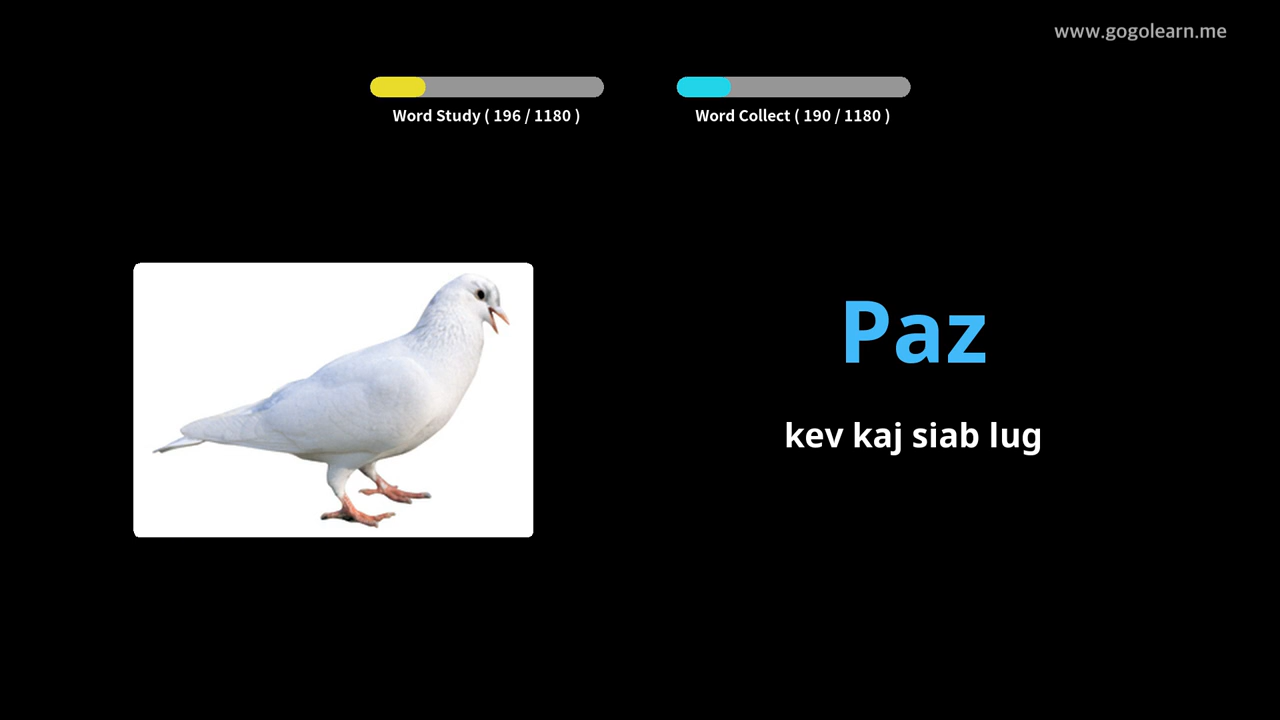 www.gogolearn.me
Word Study ( 196 / 1180 )
Word Collect ( 190 / 1180 )
Paz
kev kaj siab lug